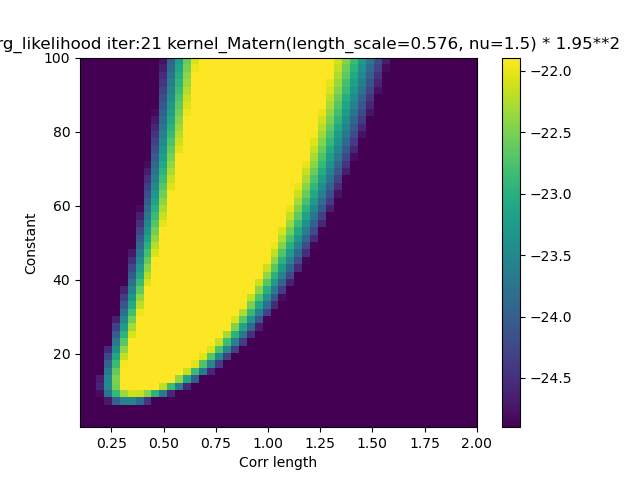 rg_likelihood iter:21 kernel_Matern(length_scale=0.576, nu=1.5) * 1.95**2
100
80
60
40
20
Constant
0.25 0.50 0.75 1.00 1.25 1.50 1.75 2.00
Corr length
−22.0
−22.5
−23.0
−23.5
−24.0
−24.5